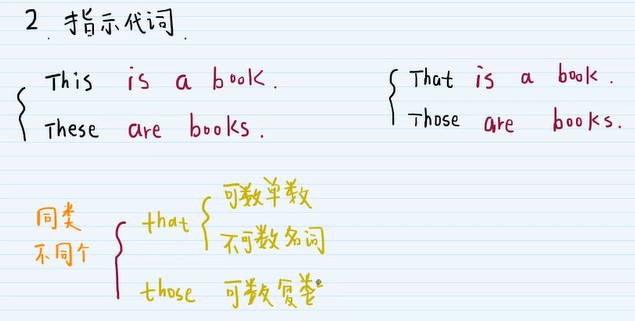 2. 指示代词.
This is a book.
These are books.
That is a book.
Those are books.
同类
不同个
that
可数单数
不可数名词
those 可数复数